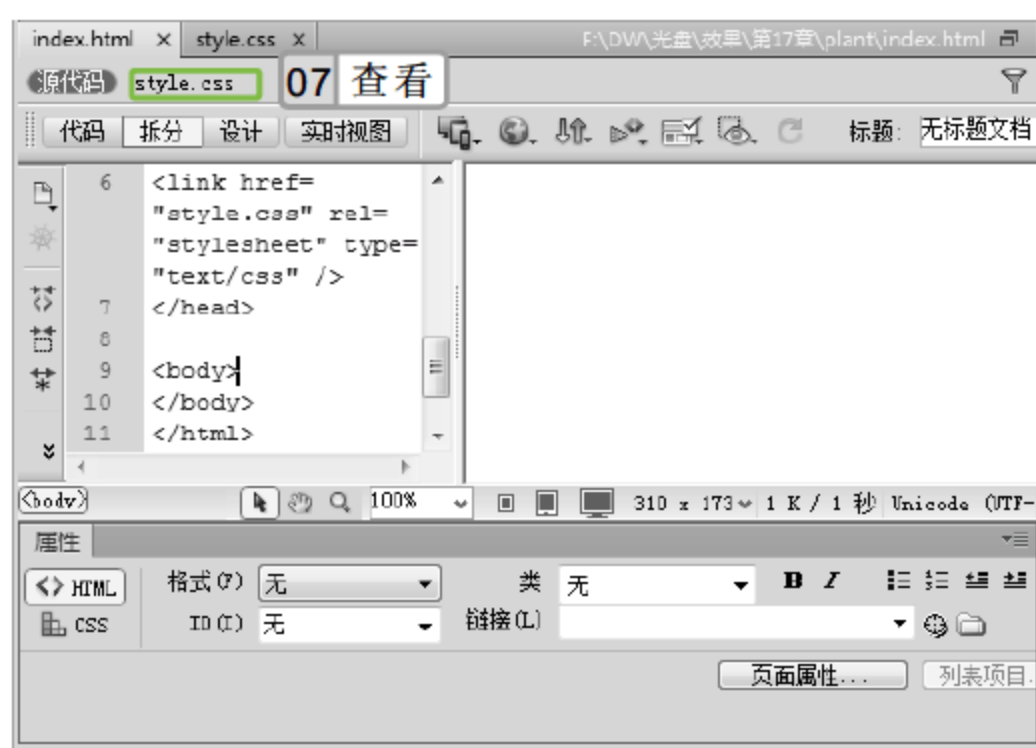 index.html × style.css × F:\DW\光盘\效果\第17章\plant\index.html
源代码 style.css 07 查看
代码 拆分 设计 实时视图 标题: 无标题文档
6 <link href=
"style.css" rel=
"stylesheet" type=
"text/css" />
7 </head>
8
9 <body>
10 </body>
11 </html>
<body> 100% 310 x 173 1 K / 1 秒 Unicode (UTF-
属性
<> HTML 格式(F) 无 类 无 B I
CSS ID(I) 无 链接(L)
页面属性... 列表项目.